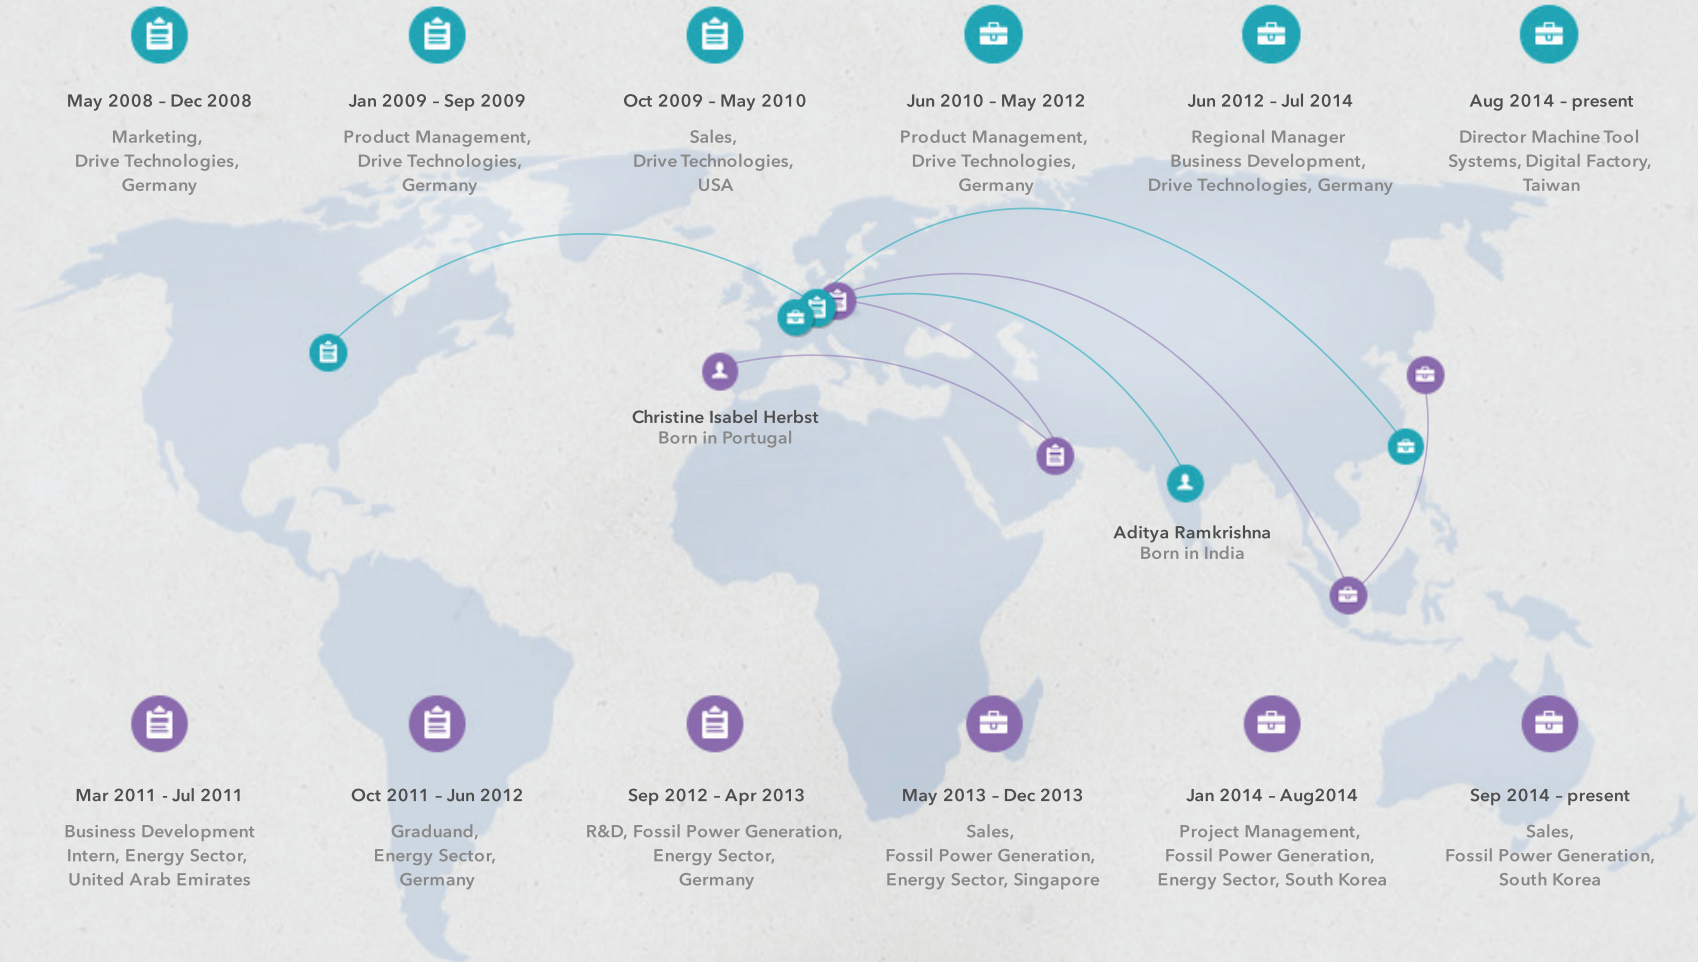 May 2008 – Dec 2008
Marketing,
Drive Technologies,
Germany
Jan 2009 – Sep 2009
Product Management,
Drive Technologies,
Germany
Oct 2009 – May 2010
Sales,
Drive Technologies,
USA
Jun 2010 – May 2012
Product Management,
Drive Technologies,
Germany
Jun 2012 – Jul 2014
Regional Manager
Business Development,
Drive Technologies, Germany
Aug 2014 – present
Director Machine Tool
Systems, Digital Factory,
Taiwan
Christine Isabel Herbst
Born in Portugal
Aditya Ramkrishna
Born in India
Mar 2011 - Jul 2011
Business Development
Intern, Energy Sector,
United Arab Emirates
Oct 2011 – Jun 2012
Graduand,
Energy Sector,
Germany
Sep 2012 – Apr 2013
R&D, Fossil Power Generation,
Energy Sector,
Germany
May 2013 – Dec 2013
Sales,
Fossil Power Generation,
Energy Sector, Singapore
Jan 2014 – Aug2014
Project Management,
Fossil Power Generation,
Energy Sector, South Korea
Sep 2014 – present
Sales,
Fossil Power Generation,
South Korea